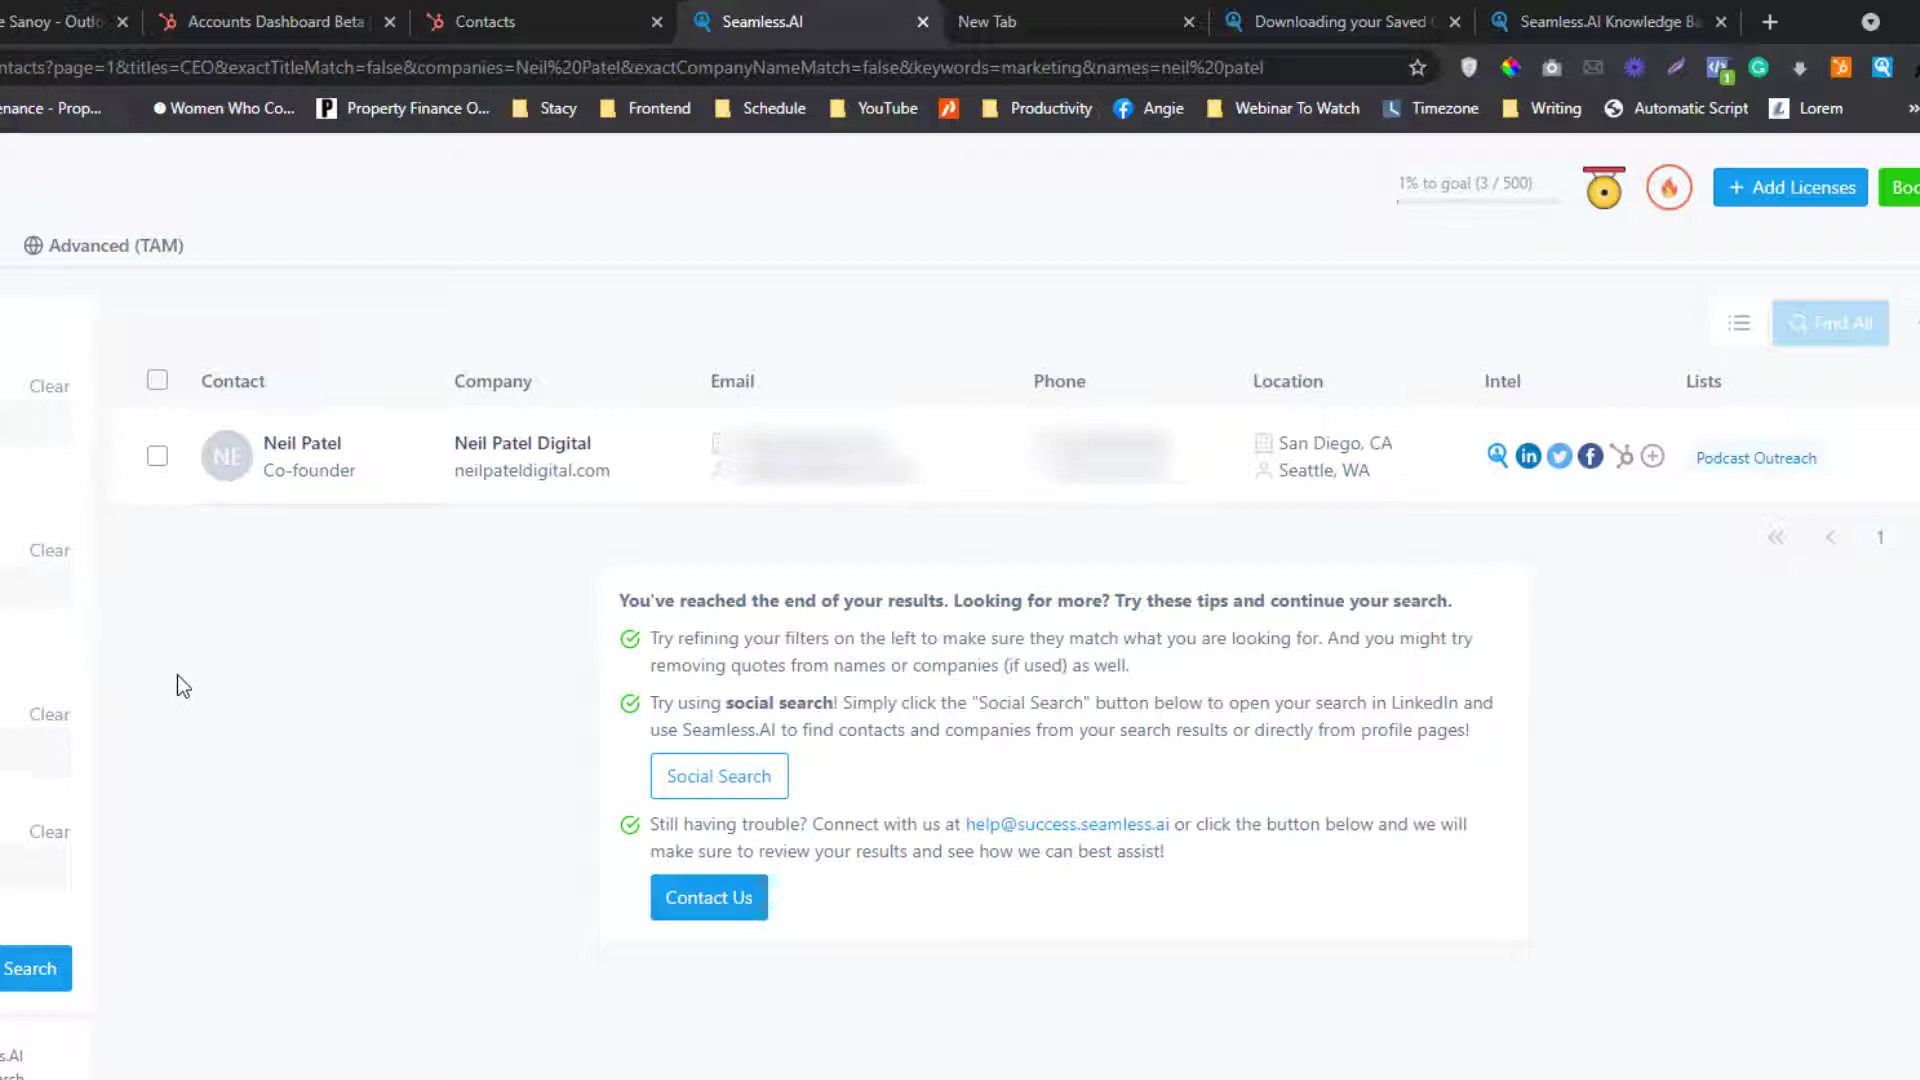 e Sanoy - Outlo
Accounts Dashboard Beta
Contacts
Seamless.AI
New Tab
Downloading your Saved C
Seamless.AI Knowledge Ba
ntacts?page=1&titles=CEO&exactTitleMatch=false&companies=Neil%20Patel&exactCompanyNameMatch=false&keywords=marketing&names=neil%20patel
enance - Prop...
Women Who Co...
Property Finance O...
Stacy
Frontend
Schedule
YouTube
Productivity
Angie
Webinar To Watch
Timezone
Writing
Automatic Script
Lorem
1% to goal (3 / 500)
+ Add Licenses
Boo
Advanced (TAM)
Find All
Clear
Contact
Company
Email
Phone
Location
Intel
Lists
NE
Neil Patel
Co-founder
Neil Patel Digital
neilpateldigital.com
San Diego, CA
Seattle, WA
Podcast Outreach
1
Clear
You've reached the end of your results. Looking for more? Try these tips and continue your search.
Try refining your filters on the left to make sure they match what you are looking for. And you might try
removing quotes from names or companies (if used) as well.
Clear
Try using social search! Simply click the "Social Search" button below to open your search in LinkedIn and
use Seamless.AI to find contacts and companies from your search results or directly from profile pages!
Social Search
Clear
Still having trouble? Connect with us at help@success.seamless.ai or click the button below and we will
make sure to review your results and see how we can best assist!
Contact Us
Search
s.AI